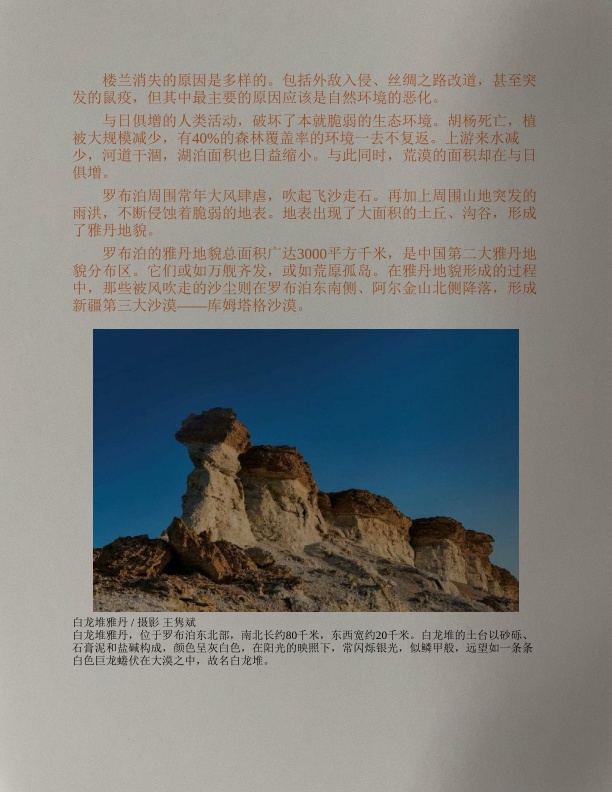 楼兰消失的原因是多样的。包括外敌入侵、丝绸之路改道，甚至突
发的鼠疫，但其中最主要的原因应该是自然环境的恶化。
与日俱增的人类活动，破坏了本就脆弱的生态环境。胡杨死亡，植
被大规模减少，有40%的森林覆盖率的环境一去不复返。上游来水减
少，河道干涸，湖泊面积也日益缩小。与此同时，荒漠的面积却在与日
俱增。
罗布泊周围常年大风肆虐，吹起飞沙走石。再加上周围山地突发的
雨洪，不断侵蚀着脆弱的地表。地表出现了大面积的土丘、沟谷，形成
了雅丹地貌。
罗布泊的雅丹地貌总面积广达3000平方千米，是中国第二大雅丹地
貌分布区。它们或如万舰齐发，或如荒原孤岛。在雅丹地貌形成的过程
中，那些被风吹走的沙尘则在罗布泊东南侧、阿尔金山北侧降落，形成
新疆第三大沙漠——库姆塔格沙漠。
白龙堆雅丹 / 摄影 王隽斌
白龙堆雅丹，位于罗布泊东北部，南北长约80千米，东西宽约20千米。白龙堆的土台以砂砾、
石膏泥和盐碱构成，颜色呈灰白色，在阳光的映照下，常闪烁银光，似鳞甲般，远望如一条条
白色巨龙蜷伏在大漠之中，故名白龙堆。